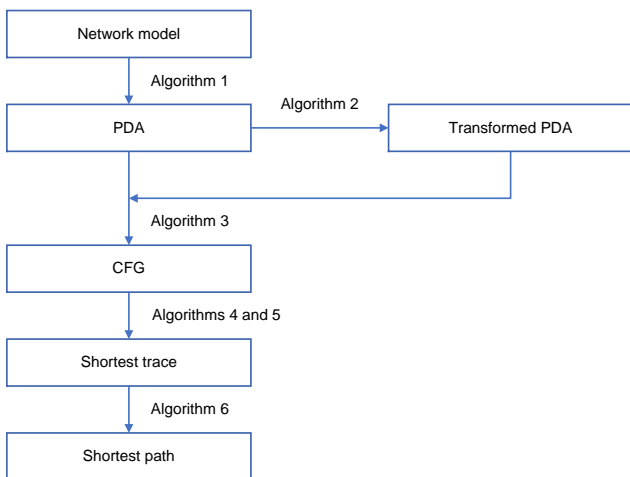 Network model
Algorithm 1
Algorithm 2
PDA
Transformed PDA
Algorithm 3
CFG
Algorithms 4 and 5
Shortest trace
Algorithm 6
Shortest path